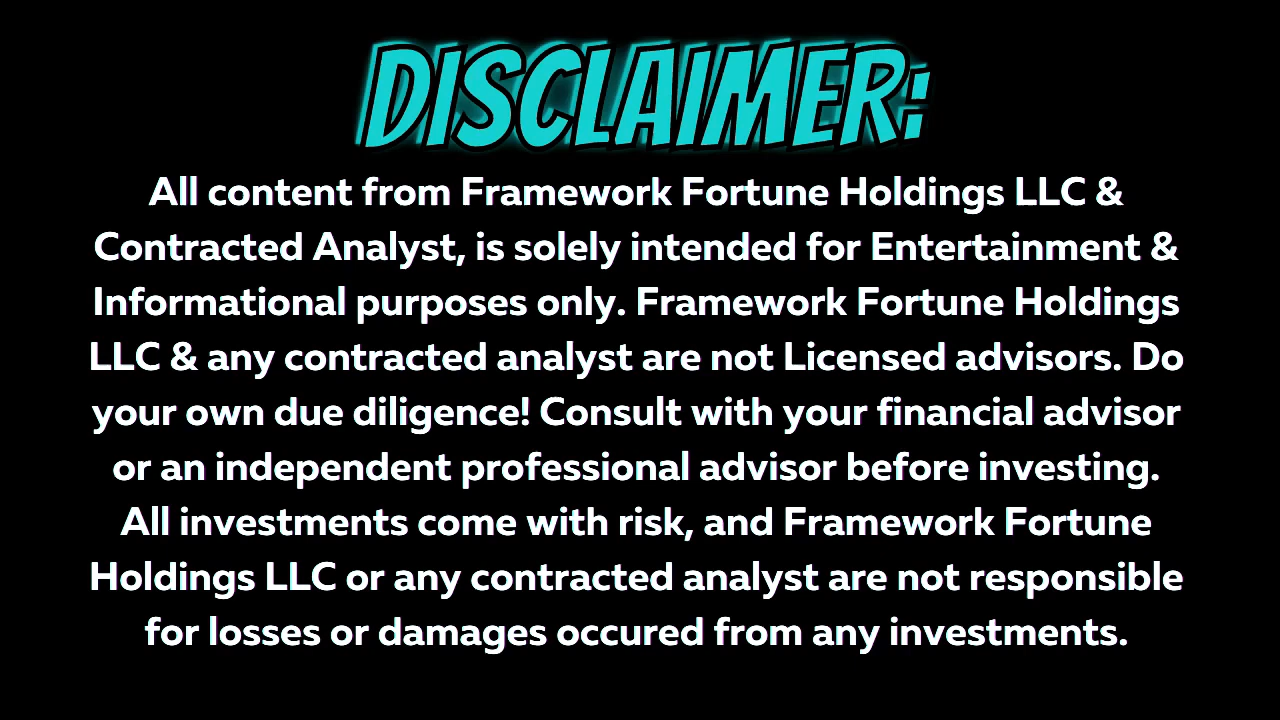 DISCLAIMER:
All content from Framework Fortune Holdings LLC &
Contracted Analyst, is solely intended for Entertainment &
Informational purposes only. Framework Fortune Holdings
LLC & any contracted analyst are not Licensed advisors. Do
your own due diligence! Consult with your financial advisor
or an independent professional advisor before investing.
All investments come with risk, and Framework Fortune
Holdings LLC or any contracted analyst are not responsible
for losses or damages occured from any investments.